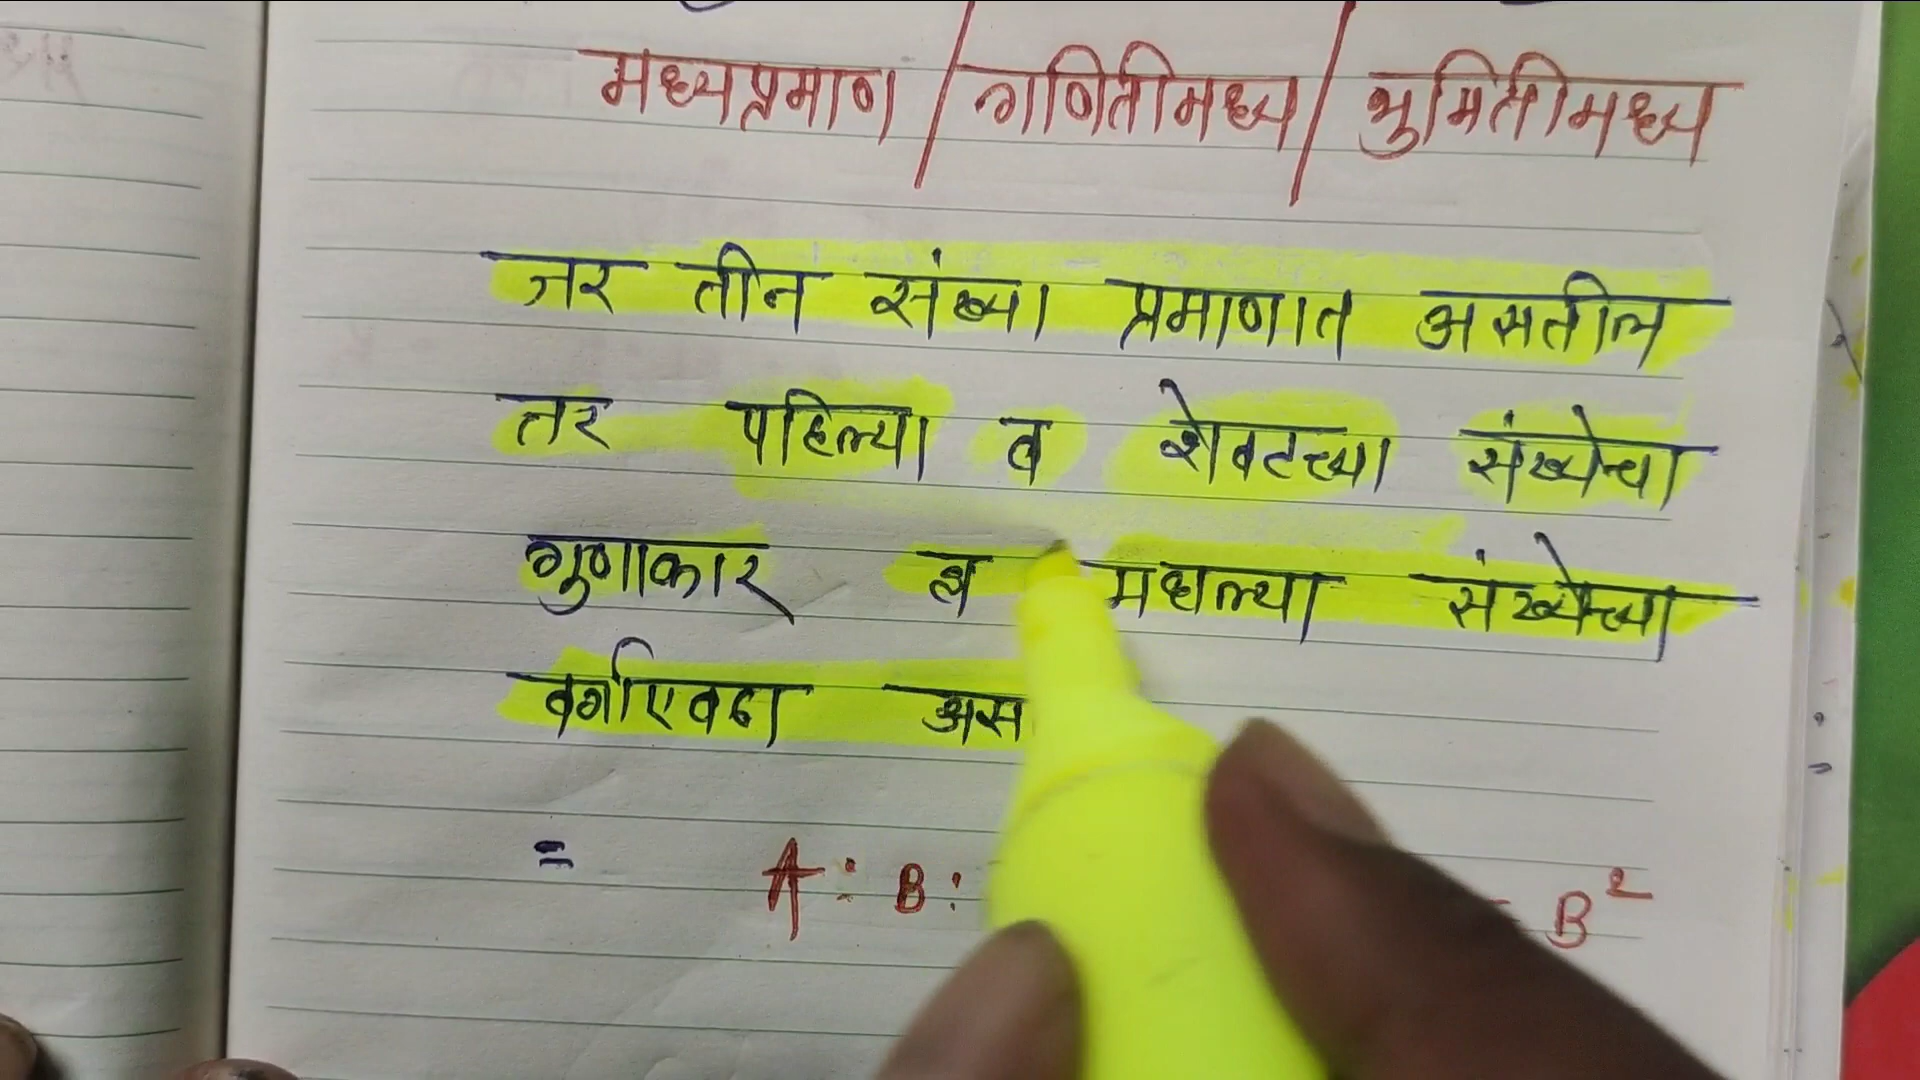 मध्यप्रमाण / गणितीमध्य / भुमितीमध्य
जर तीन संख्या प्रमाणात असतील
तर पहिल्या व शेवटच्या संख्येचा
गुणाकार व मधल्या संख्येच्या
वर्गाएवढा अस
= A : B : = B²